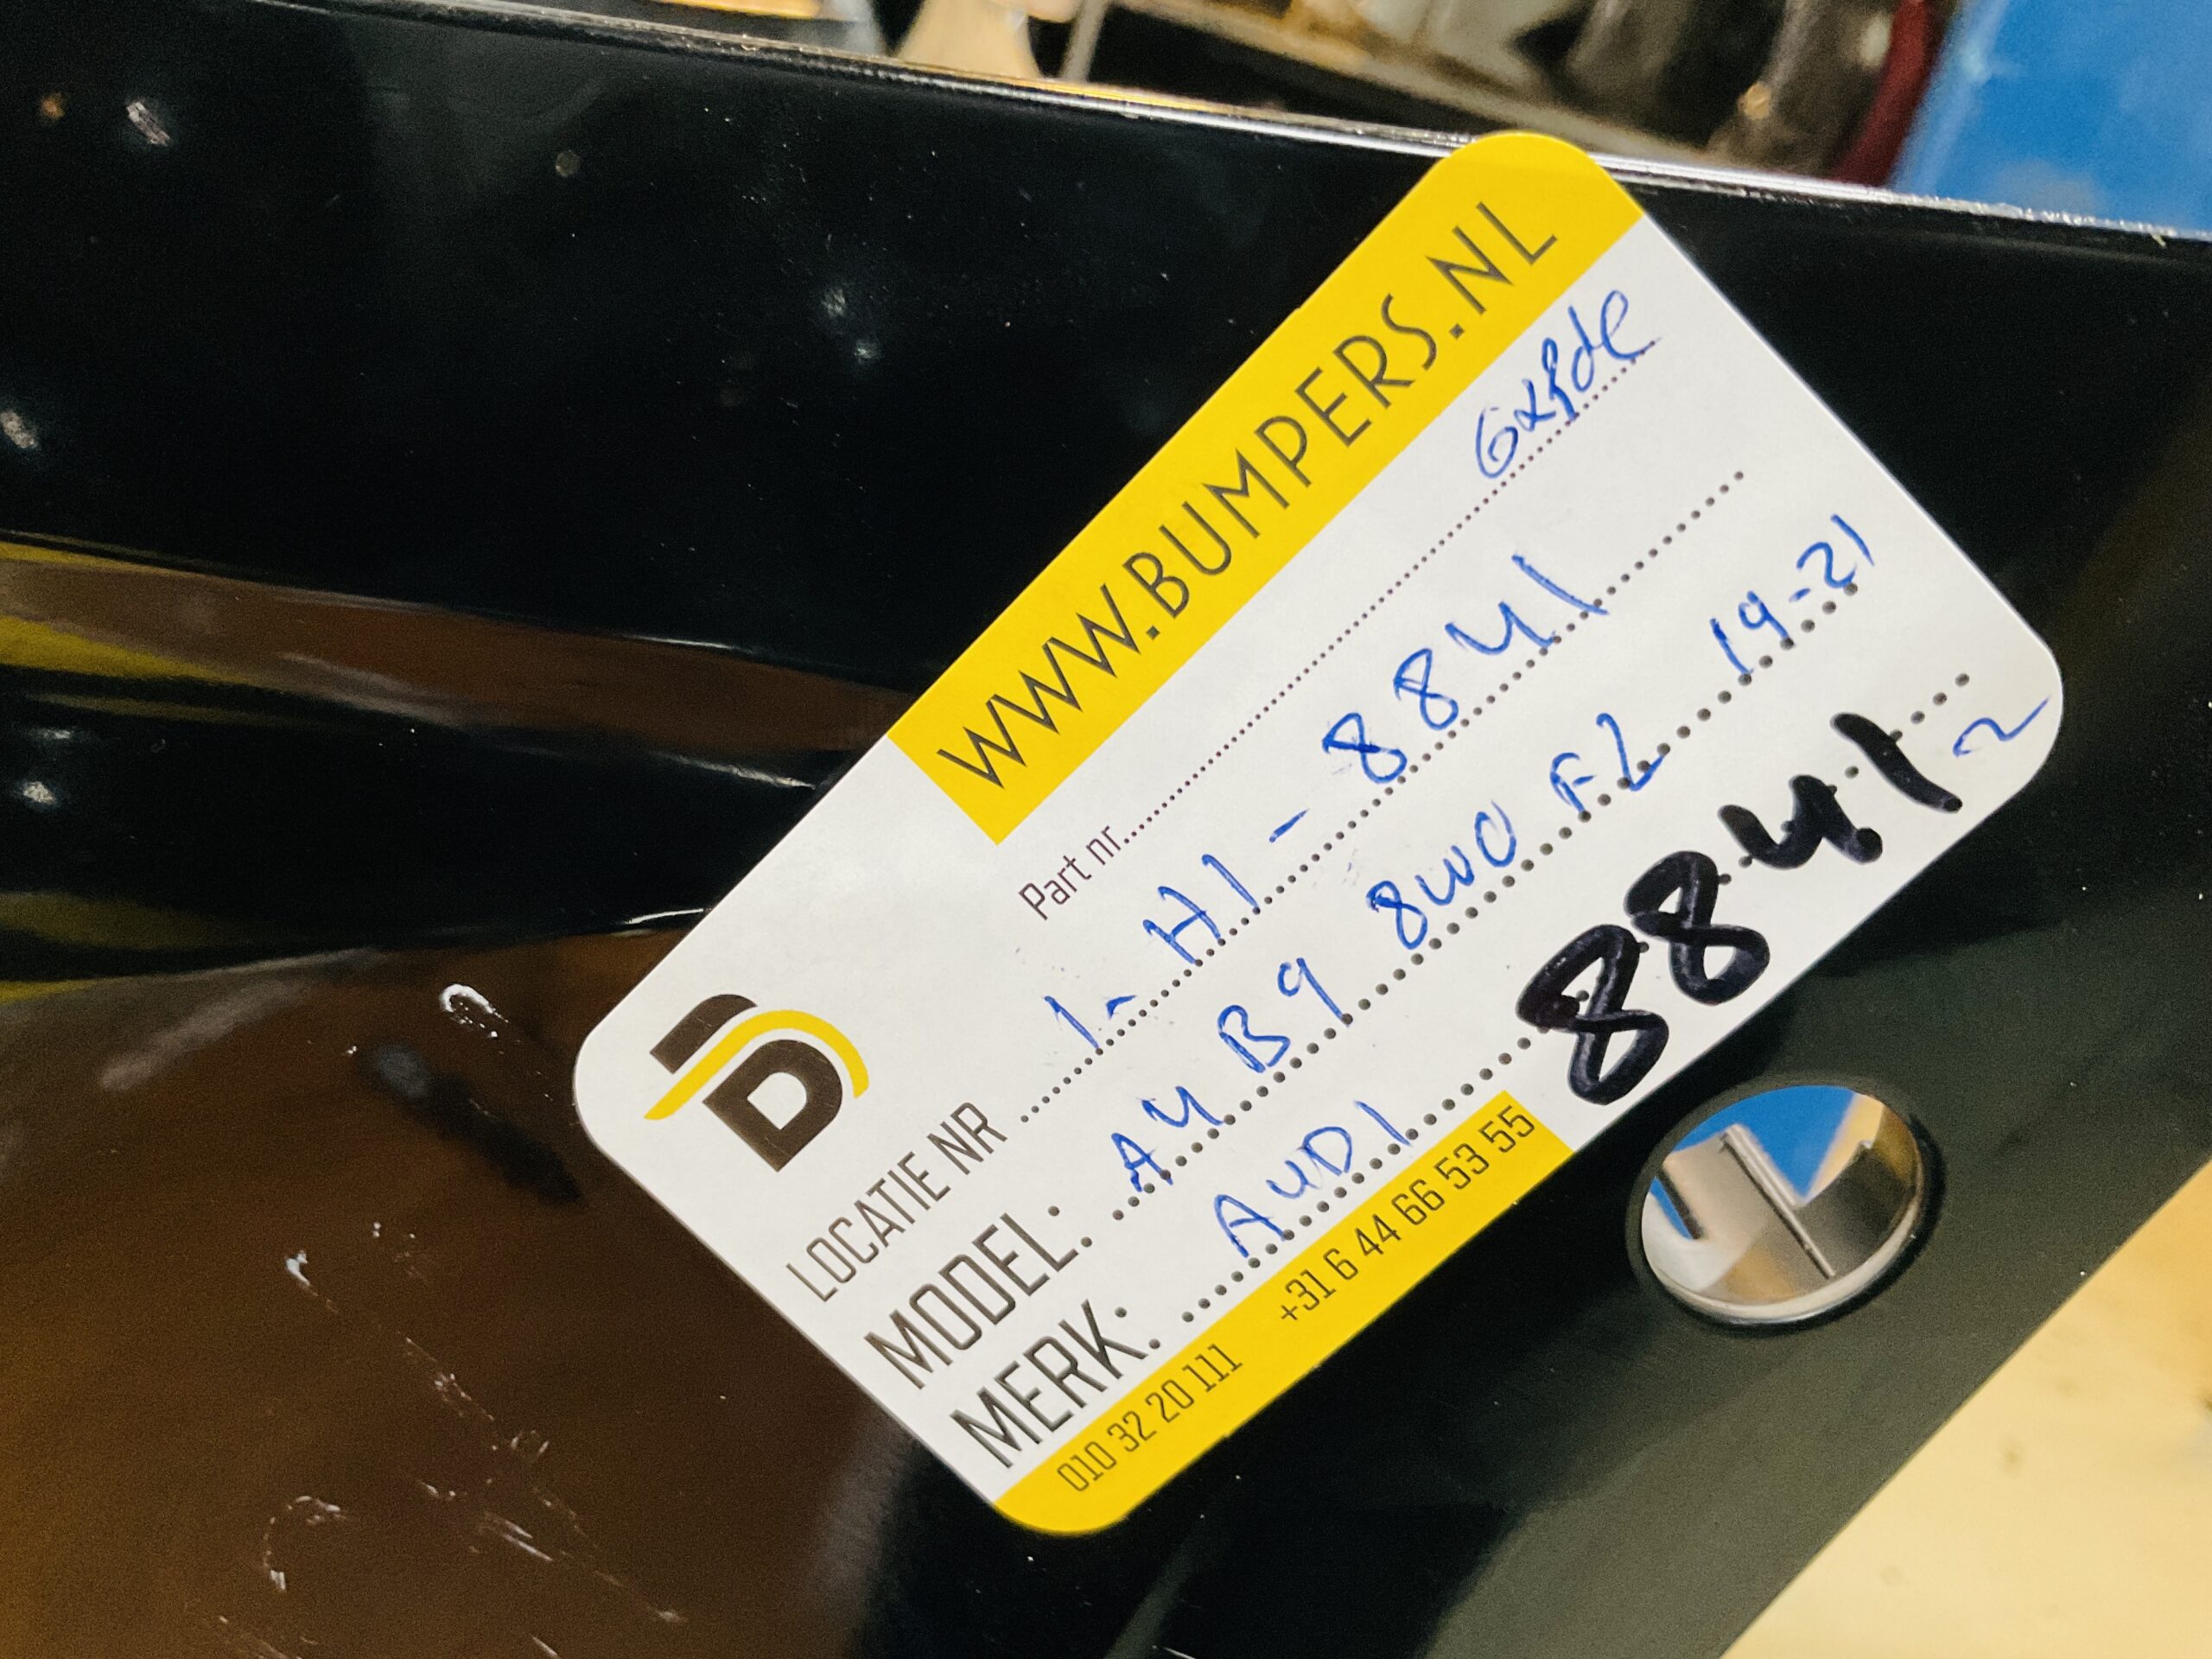 WWW.BUMPERS.NL
Part nr.
LOCATIE NR 1-H1-8841
MODEL: A4 B9 8W0 FL 19-21
MERK: AUDI
8841
2
010 32 20 111 +31 6 44 66 53 55